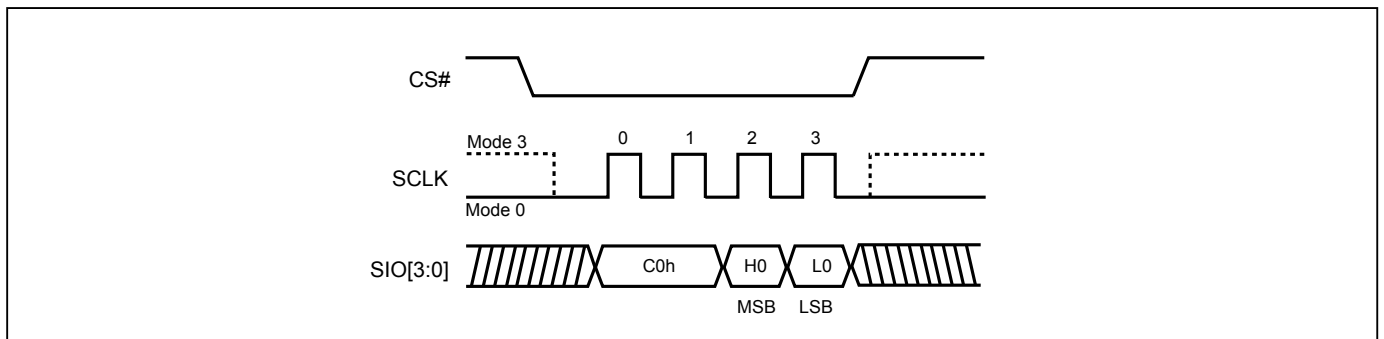 CS#
Mode 3
0 1 2 3
SCLK
Mode 0
SIO[3:0]
C0h H0 L0
MSB LSB